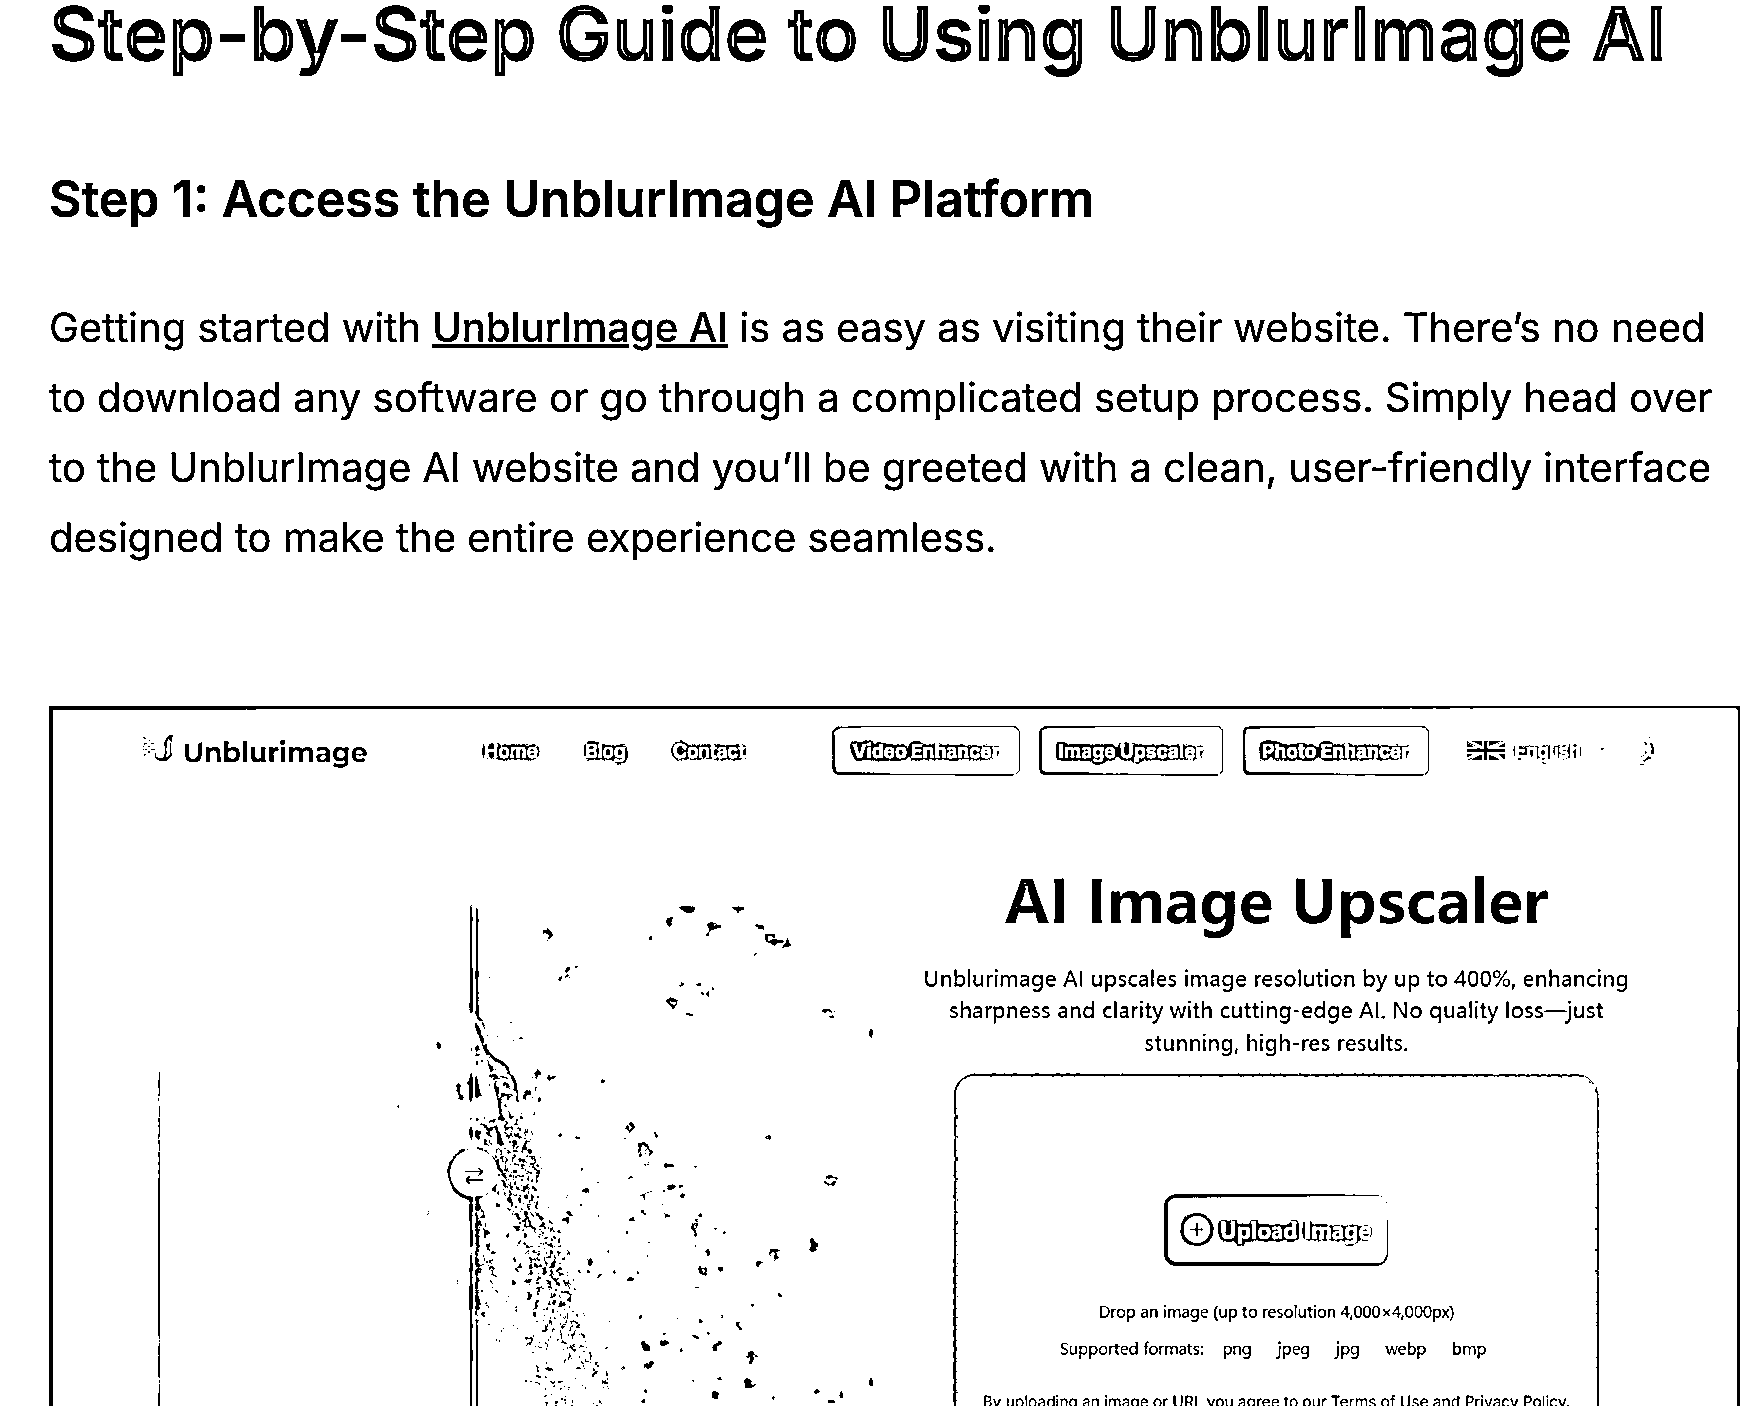 Step-by-Step Guide to Using UnblurImage AI
Step 1: Access the UnblurImage AI Platform
Getting started with UnblurImage AI is as easy as visiting their website. There's no need
to download any software or go through a complicated setup process. Simply head over
to the UnblurImage AI website and you'll be greeted with a clean, user-friendly interface
designed to make the entire experience seamless.
Unblurimage Home Blog Contact Video Enhancer Image Upscaler Photo Enhancer English
AI Image Upscaler
Unblurimage AI upscales image resolution by up to 400%, enhancing
sharpness and clarity with cutting-edge AI. No quality loss—just
stunning, high-res results.
Upload Image
Drop an image (up to resolution 4,000×4,000px)
Supported formats: png jpeg jpg webp bmp
By uploading an image or URL you agree to our Terms of Use and Privacy Policy.